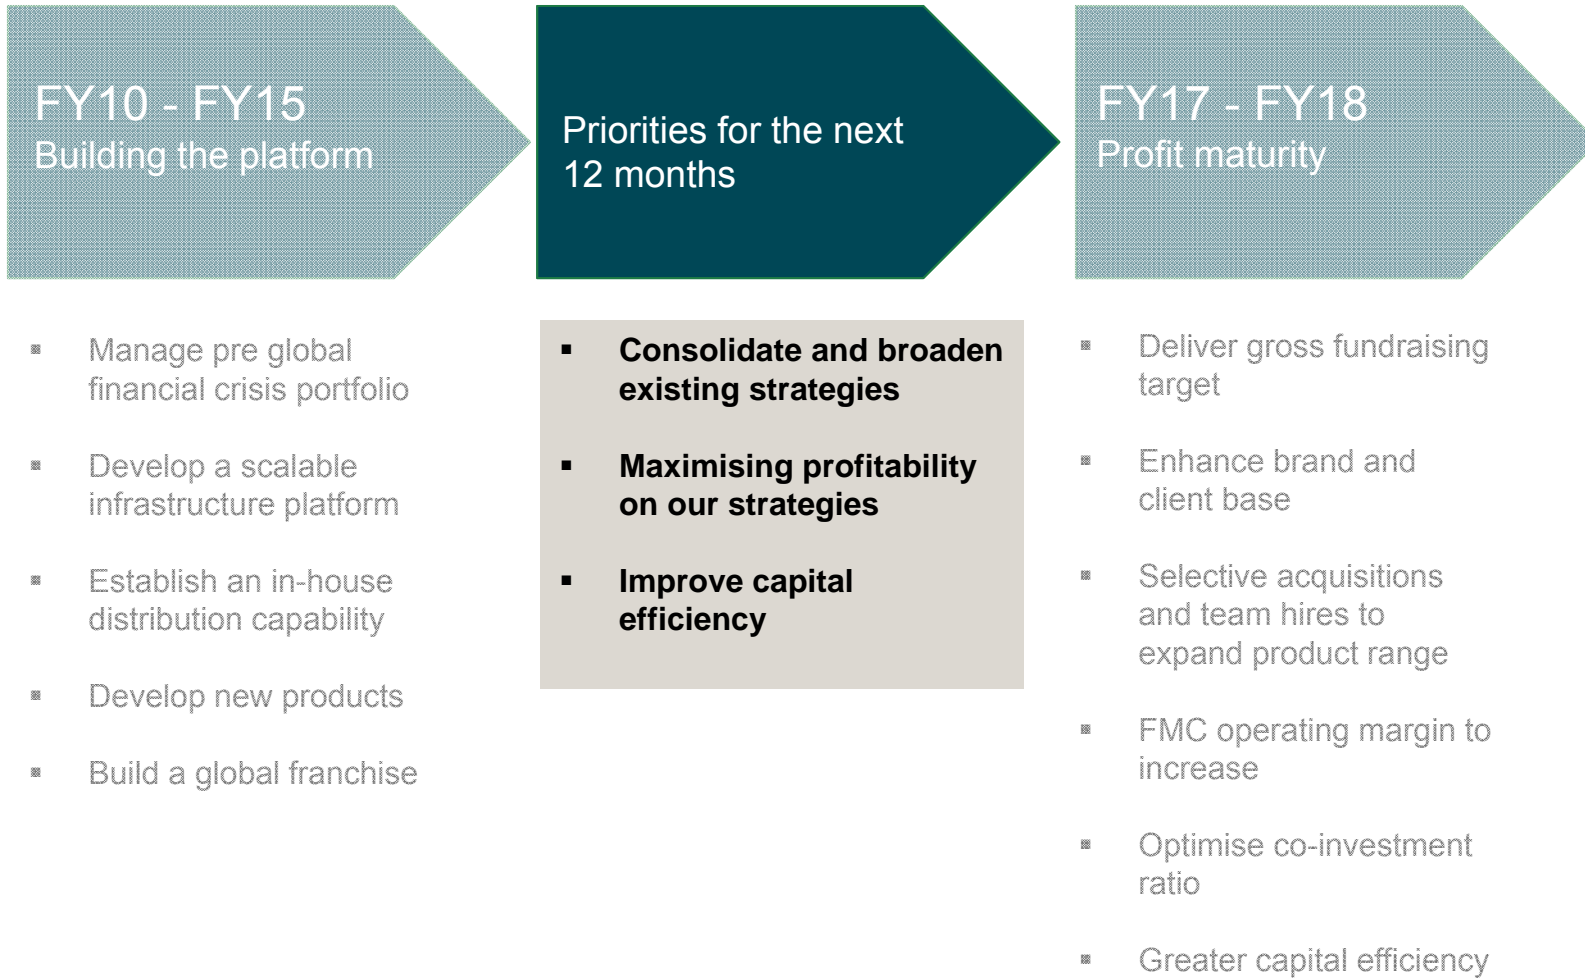 FY10 - FY15
Building the platform
▪ Manage pre global
financial crisis portfolio
▪ Develop a scalable
infrastructure platform
▪ Establish an in-house
distribution capability
▪ Develop new products
▪ Build a global franchise
Priorities for the next
12 months
▪ Consolidate and broaden
existing strategies
▪ Maximising profitability
on our strategies
▪ Improve capital
efficiency
FY17 - FY18
Profit maturity
▪ Deliver gross fundraising
target
▪ Enhance brand and
client base
▪ Selective acquisitions
and team hires to
expand product range
▪ FMC operating margin to
increase
▪ Optimise co-investment
ratio
▪ Greater capital efficiency